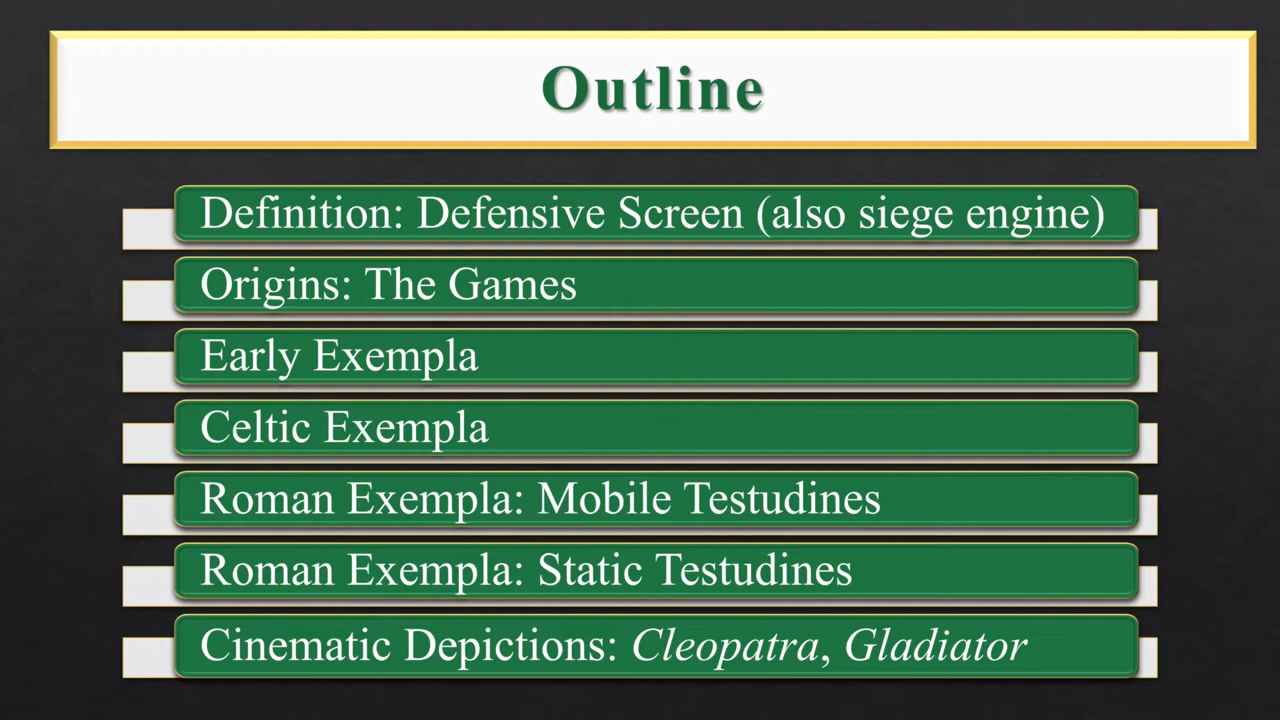 Outline
Definition: Defensive Screen (also siege engine)
Origins: The Games
Early Exempla
Celtic Exempla
Roman Exempla: Mobile Testudines
Roman Exempla: Static Testudines
Cinematic Depictions: Cleopatra, Gladiator